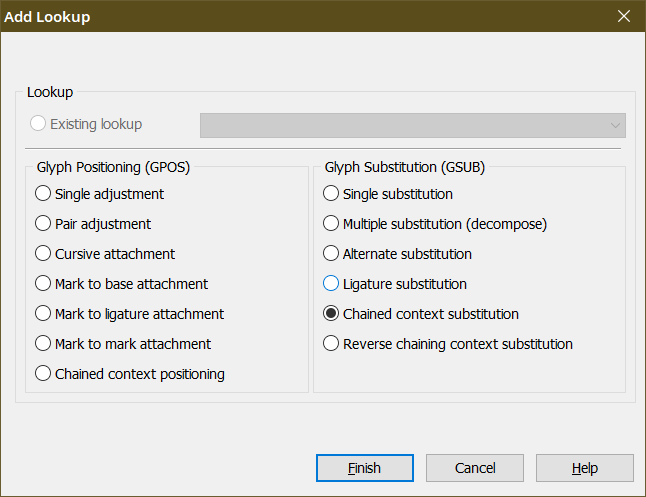 Add Lookup
Lookup
Existing lookup
Glyph Positioning (GPOS)
Single adjustment
Pair adjustment
Cursive attachment
Mark to base attachment
Mark to ligature attachment
Mark to mark attachment
Chained context positioning
Glyph Substitution (GSUB)
Single substitution
Multiple substitution (decompose)
Alternate substitution
Ligature substitution
Chained context substitution
Reverse chaining context substitution
Finish
Cancel
Help